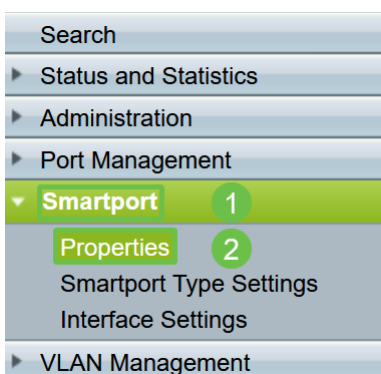 Search
Status and Statistics
Administration
Port Management
Smartport 1
Properties 2
Smartport Type Settings
Interface Settings
VLAN Management